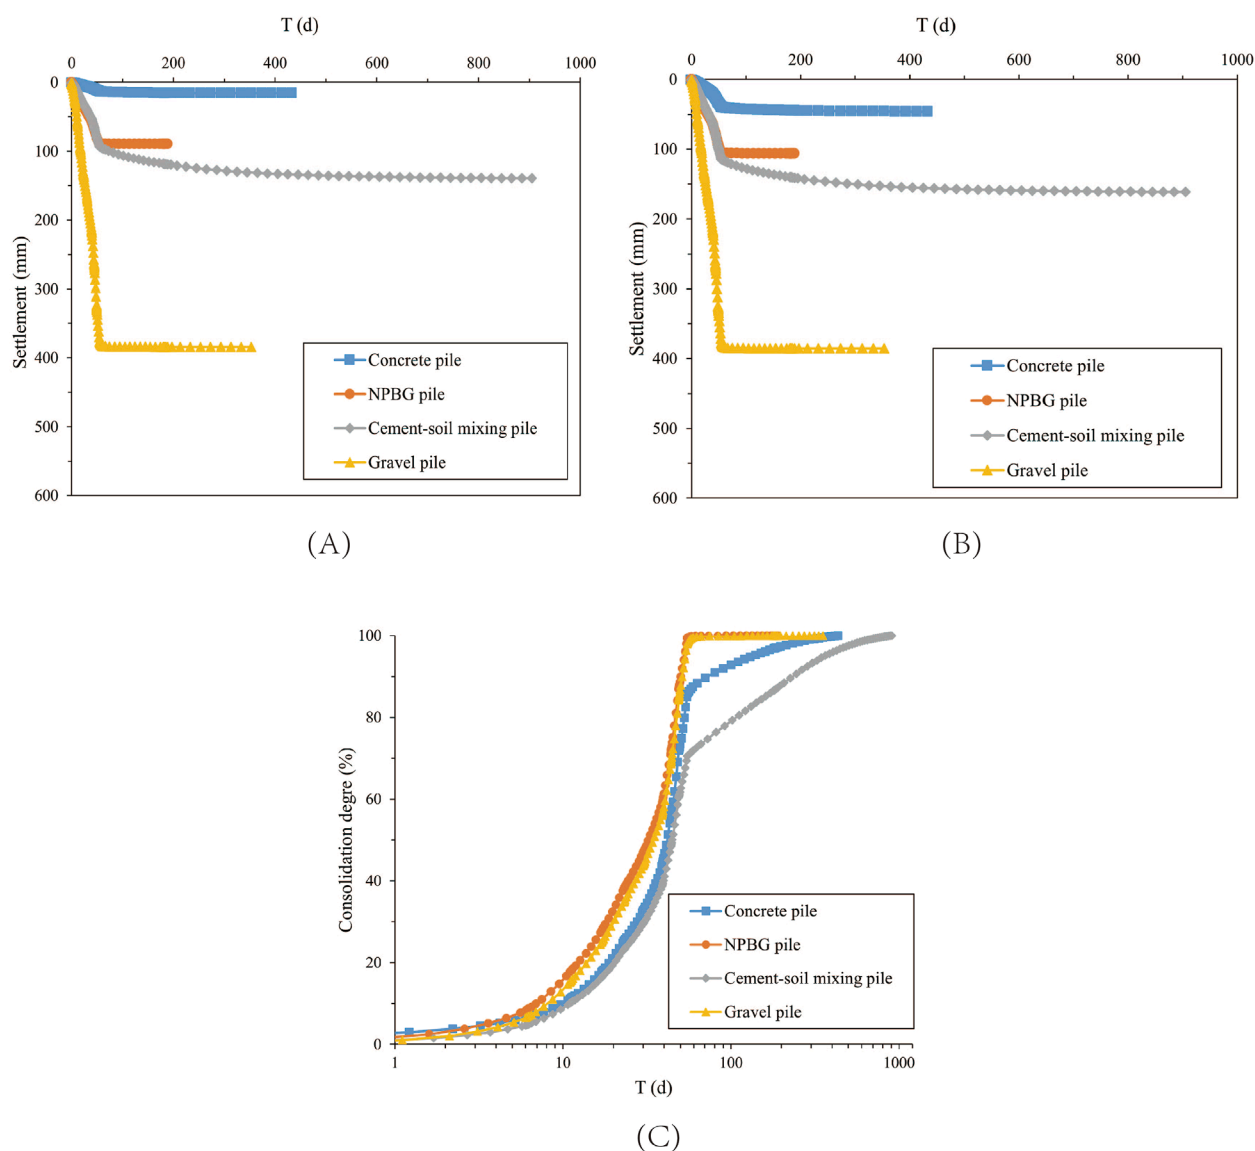 T (d)
0 200 400 600 800 1000
0
100
200
300
400
500
600
Settlement (mm)
Concrete pile
NPBG pile
Cement-soil mixing pile
Gravel pile
(A)
T (d)
0 200 400 600 800 1000
0
100
200
300
400
500
600
Settlement (mm)
Concrete pile
NPBG pile
Cement-soil mixing pile
Gravel pile
(B)
100
80
60
40
20
0
Consolidation degre (%)
Concrete pile
NPBG pile
Cement-soil mixing pile
Gravel pile
1 10 100 1000
T (d)
(C)